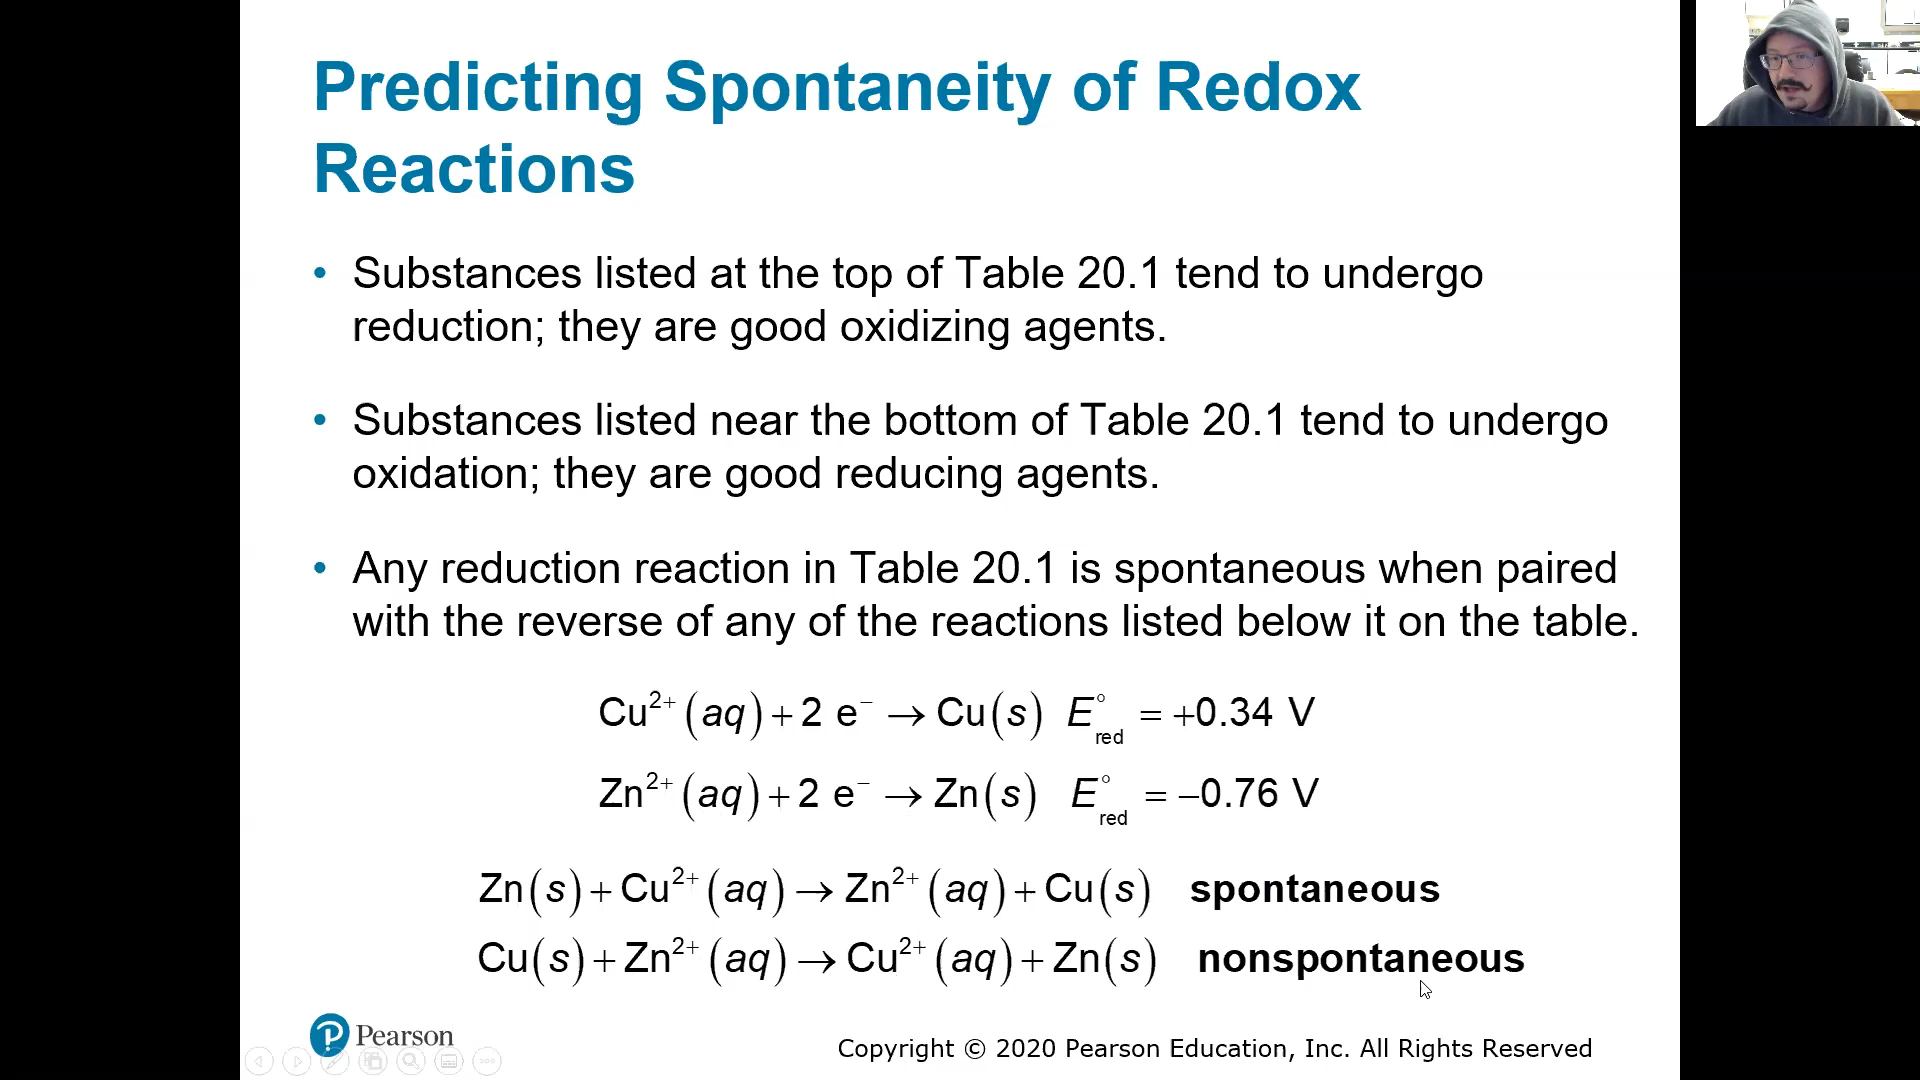 Predicting Spontaneity of Redox
Reactions
• Substances listed at the top of Table 20.1 tend to undergo
reduction; they are good oxidizing agents.
• Substances listed near the bottom of Table 20.1 tend to undergo
oxidation; they are good reducing agents.
• Any reduction reaction in Table 20.1 is spontaneous when paired
with the reverse of any of the reactions listed below it on the table.
Cu²⁺(aq) + 2 e⁻ → Cu(s) E°red = +0.34 V
Zn²⁺(aq) + 2 e⁻ → Zn(s) E°red = −0.76 V
Zn(s) + Cu²⁺(aq) → Zn²⁺(aq) + Cu(s) spontaneous
Cu(s) + Zn²⁺(aq) → Cu²⁺(aq) + Zn(s) nonspontaneous
Pearson
Copyright © 2020 Pearson Education, Inc. All Rights Reserved